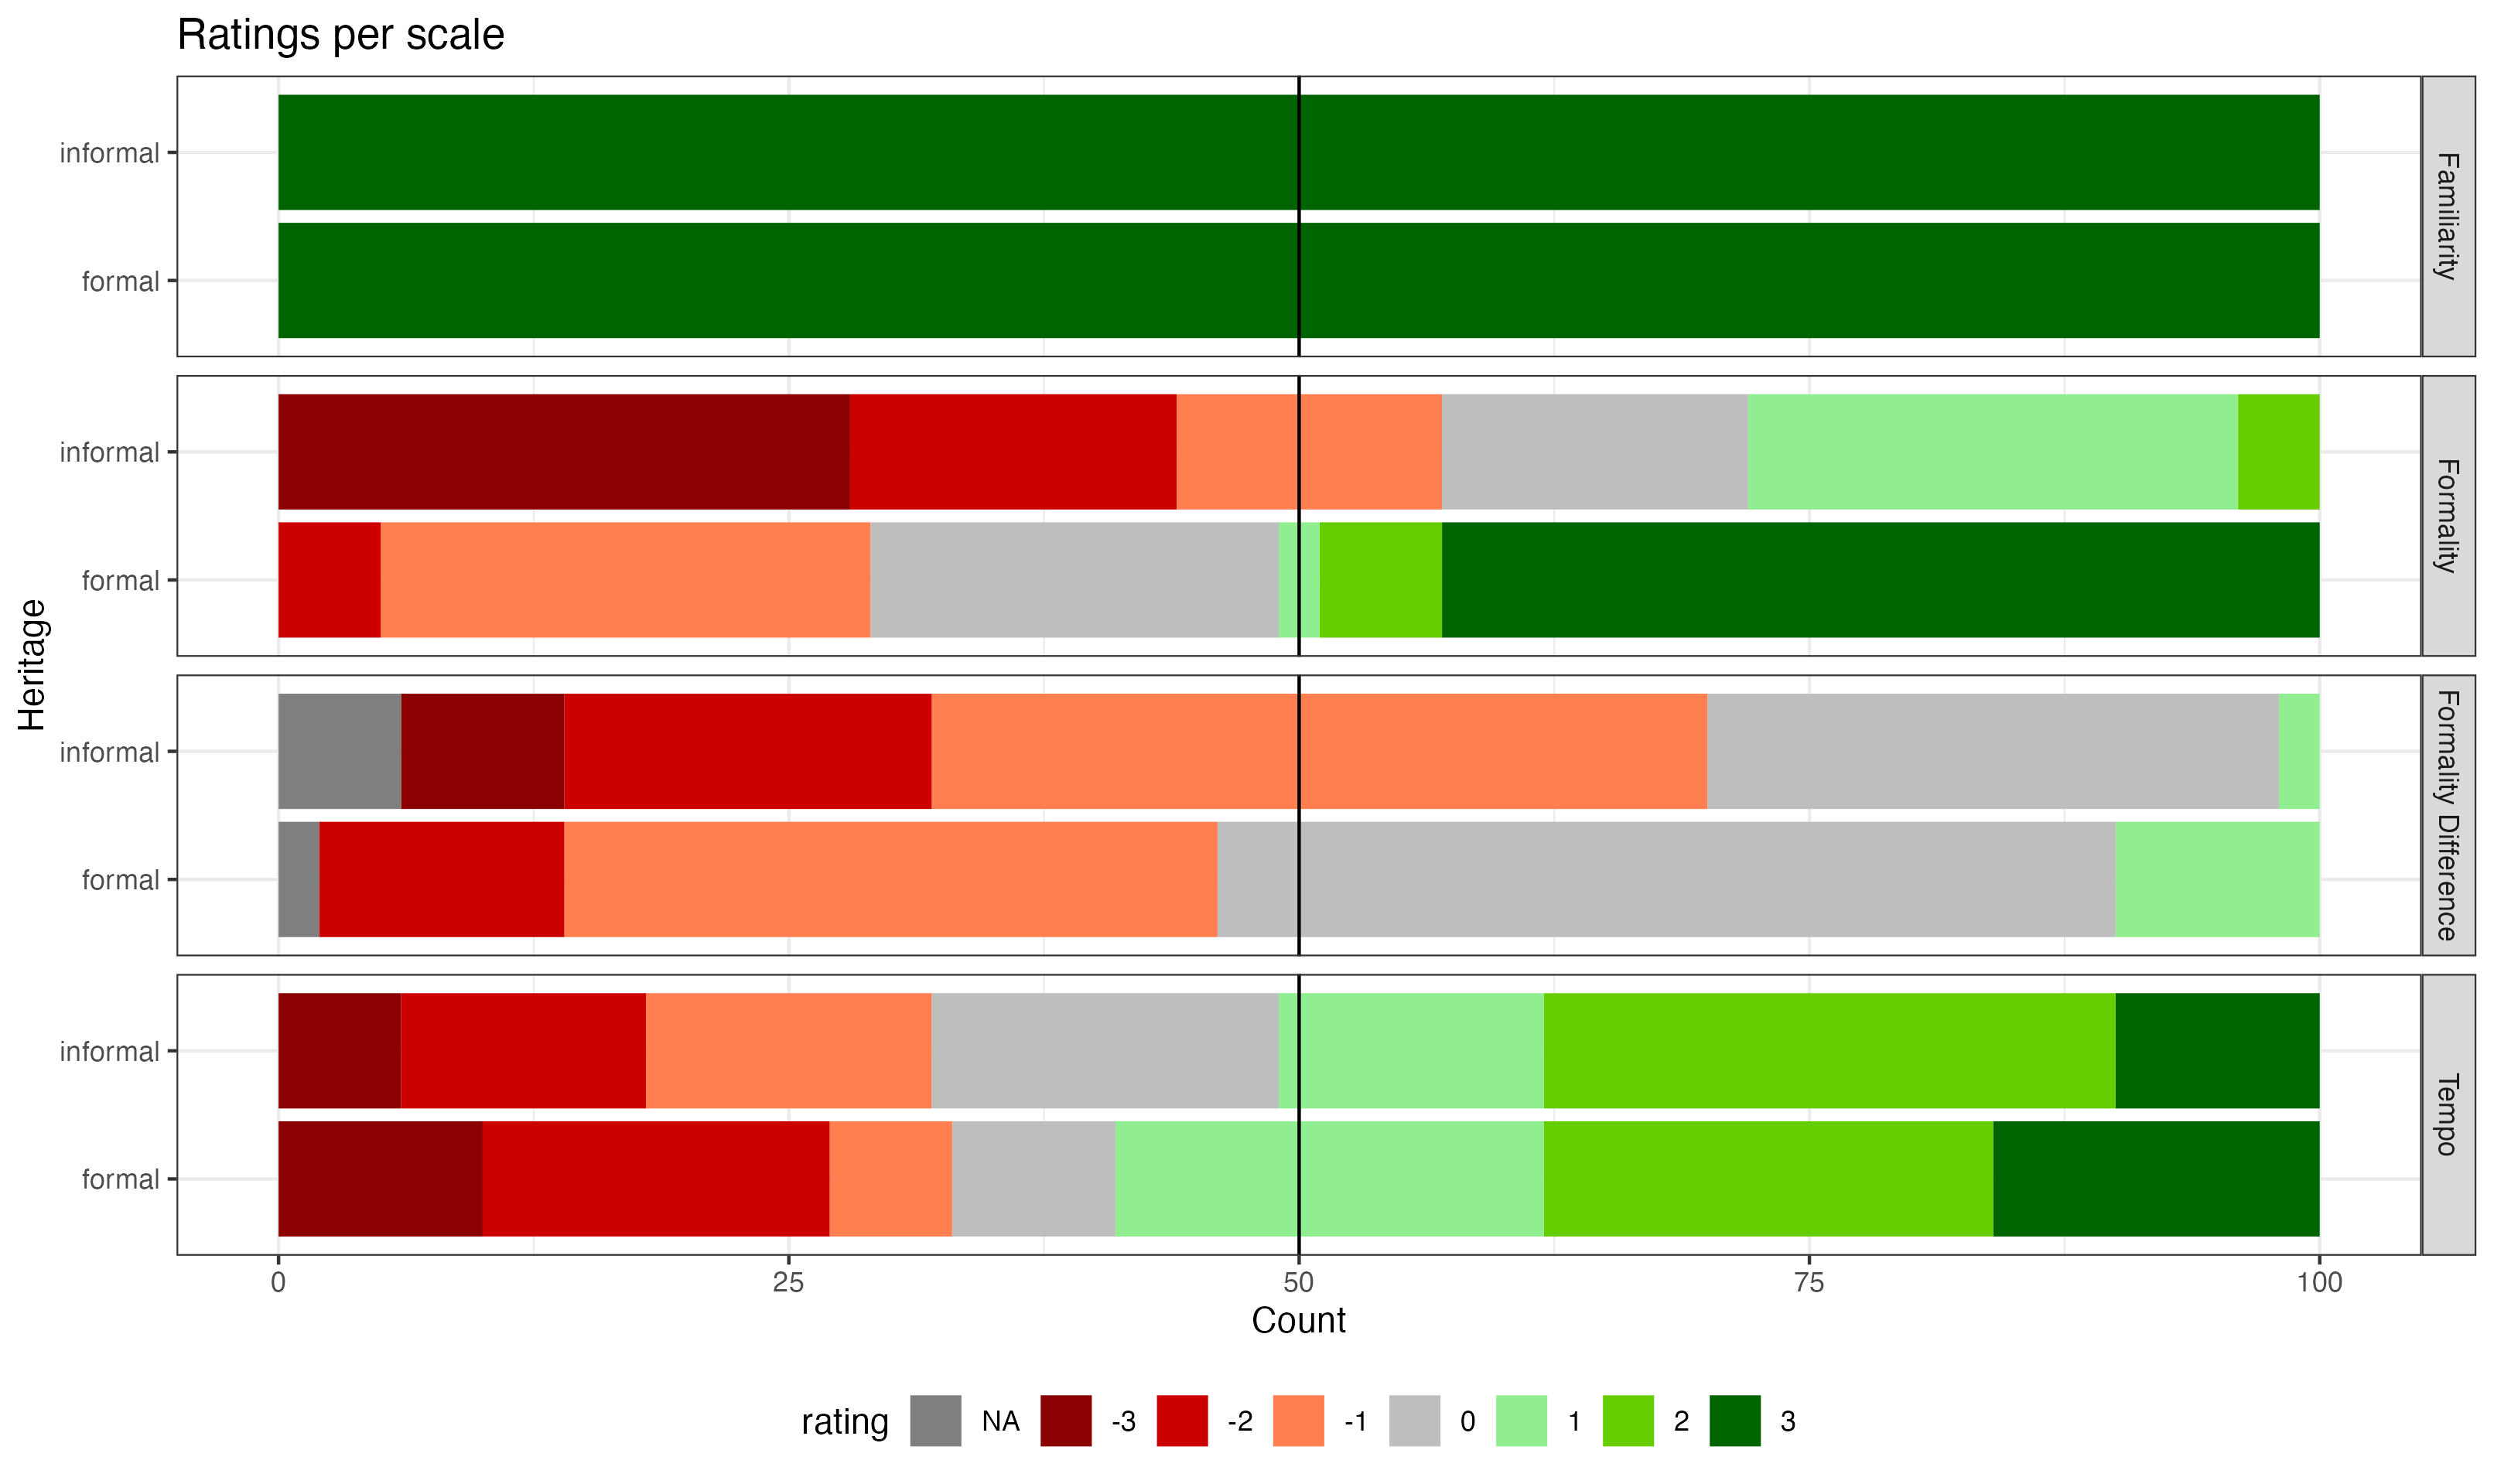 Ratings per scale
informal
formal
Familiarity
informal
formal
Formality
Heritage
informal
formal
Formality Difference
informal
formal
Tempo
0 25 50 75 100
Count
rating NA -3 -2 -1 0 1 2 3